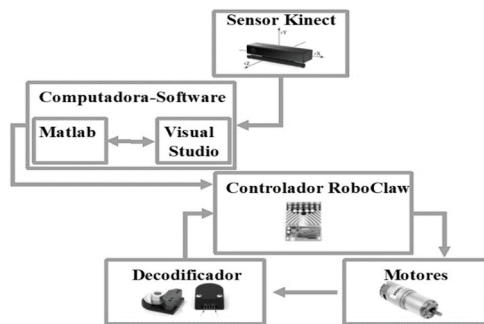 Sensor Kinect
Computadora-Software
Matlab
Visual
Studio
Controlador RoboClaw
Decodificador
Motores